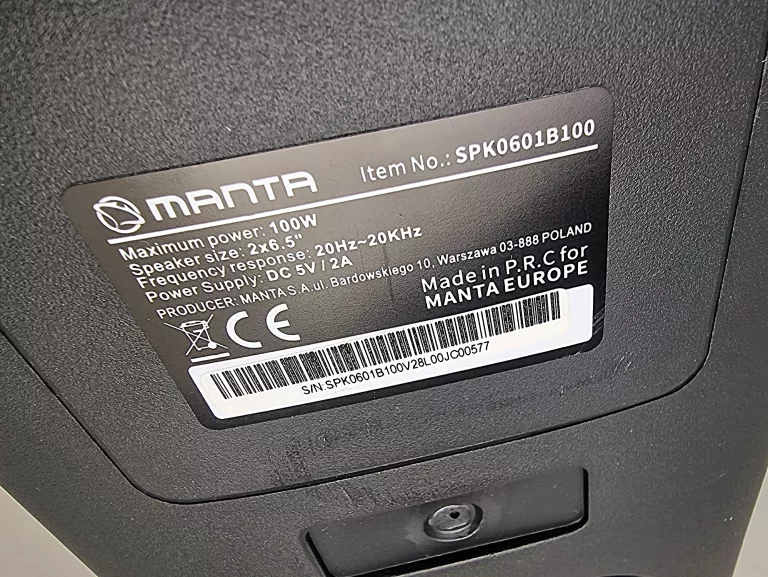 MANTA Item No.: SPK0601B100
Maximum power: 100W
Speaker size: 2x6.5"
Frequency response: 20Hz~20KHz
Power Supply: DC 5V / 2A
PRODUCER: MANTA S.A.ul. Bardowskiego 10, Warszawa 03-888 POLAND
Made in P.R.C for
MANTA EUROPE
CE
S/N:SPK0601B100V28L00JC00577